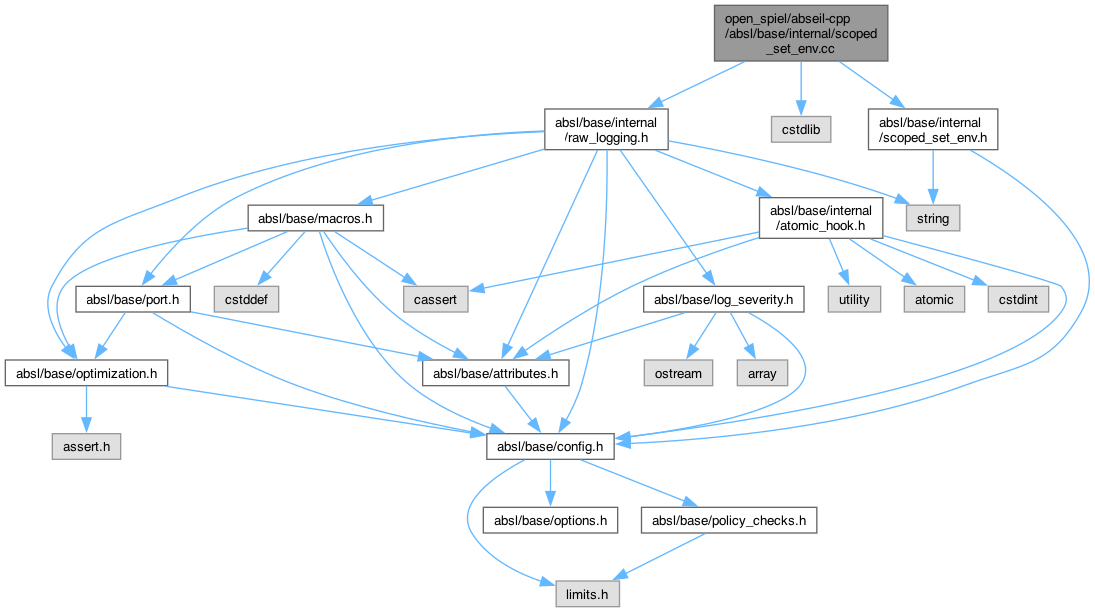 open_spiel/abseil-cpp
/absl/base/internal/scoped
_set_env.cc
absl/base/internal
/raw_logging.h
cstdlib
absl/base/internal
/scoped_set_env.h
absl/base/macros.h
absl/base/internal
/atomic_hook.h
string
absl/base/port.h
cstddef
cassert
absl/base/log_severity.h
utility
atomic
cstdint
absl/base/optimization.h
absl/base/attributes.h
ostream
array
assert.h
absl/base/config.h
absl/base/options.h
absl/base/policy_checks.h
limits.h